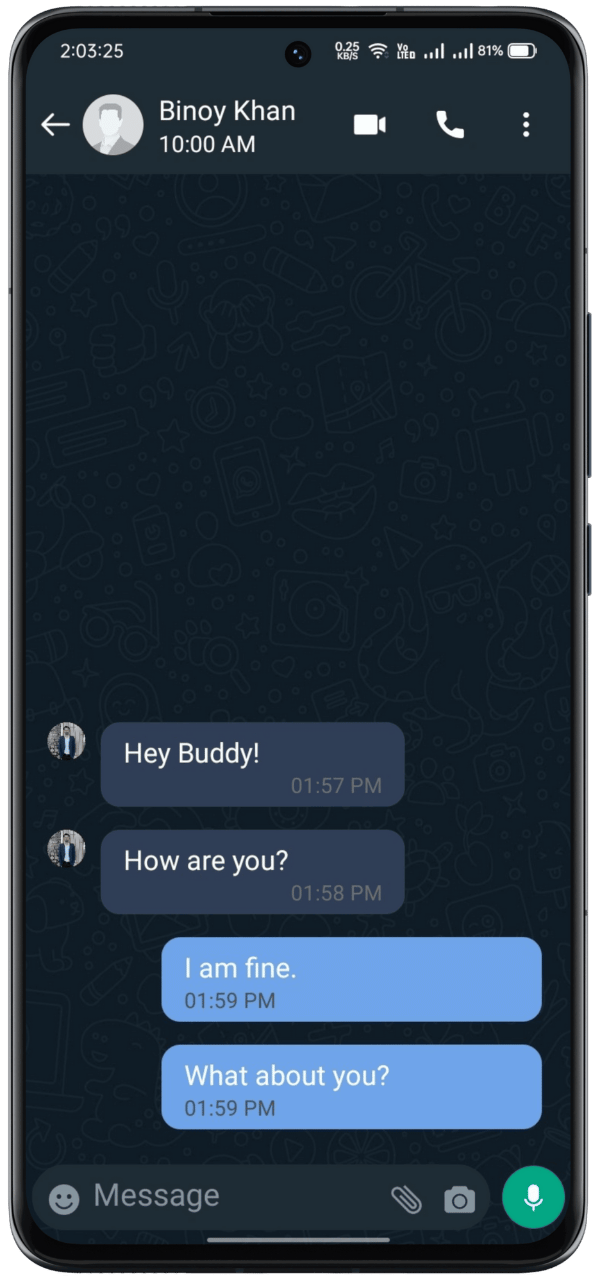 2:03:25
0.25
KB/S
Vo
LTE
81%
Binoy Khan
10:00 AM
Hey Buddy!
01:57 PM
How are you?
01:58 PM
I am fine.
01:59 PM
What about you?
01:59 PM
Message